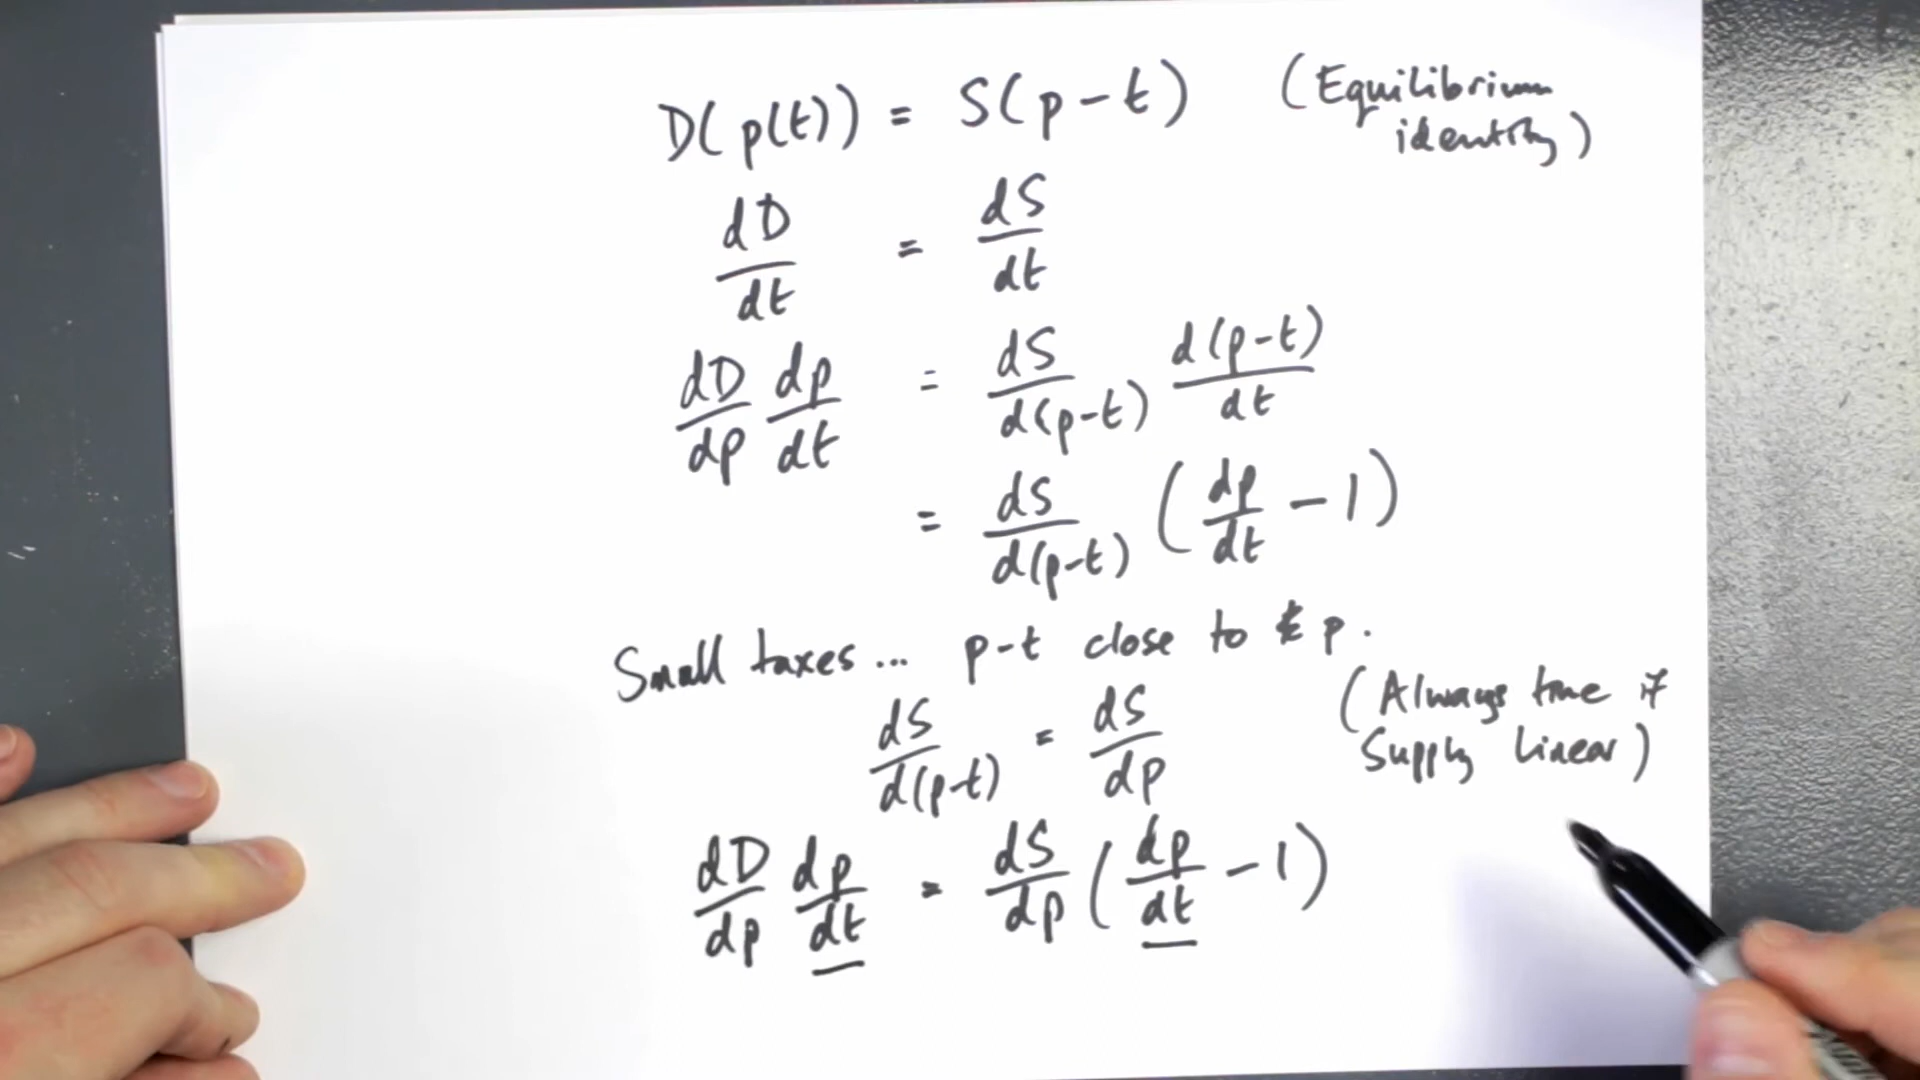 D(p(t)) = S(p-t) (Equilibrium identity)
dD/dt = dS/dt
dD/dp dp/dt = dS/d(p-t) d(p-t)/dt
= dS/d(p-t) (dp/dt - 1)
Small taxes... p-t close to p.
dS/d(p-t) = dS/dp (Always true if Supply linear)
dD/dp dp/dt = dS/dp (dp/dt - 1)